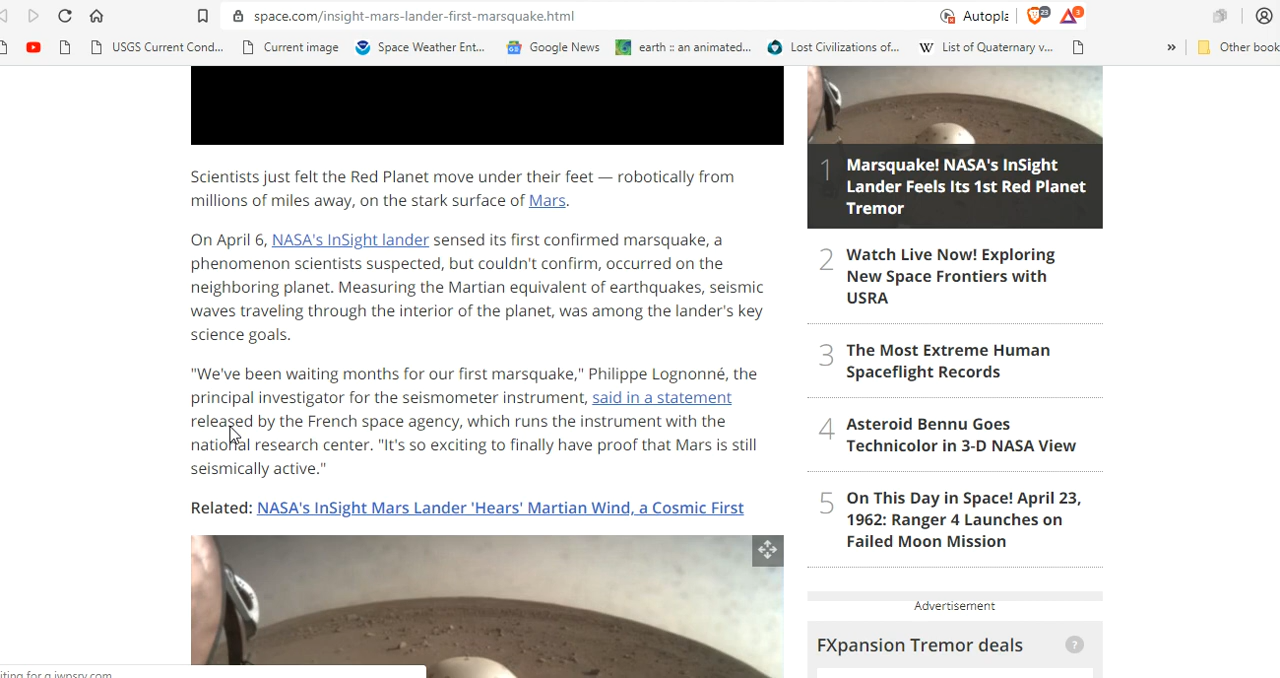 space.com/insight-mars-lander-first-marsquake.html
Autopla
23
3
USGS Current Cond...
Current image
Space Weather Ent...
Google News
earth :: an animated...
Lost Civilizations of...
W List of Quaternary v...
»
Other book
Scientists just felt the Red Planet move under their feet — robotically from
millions of miles away, on the stark surface of Mars.
On April 6, NASA's InSight lander sensed its first confirmed marsquake, a
phenomenon scientists suspected, but couldn't confirm, occurred on the
neighboring planet. Measuring the Martian equivalent of earthquakes, seismic
waves traveling through the interior of the planet, was among the lander's key
science goals.
"We've been waiting months for our first marsquake," Philippe Lognonné, the
principal investigator for the seismometer instrument, said in a statement
released by the French space agency, which runs the instrument with the
national research center. "It's so exciting to finally have proof that Mars is still
seismically active."
Related: NASA's InSight Mars Lander 'Hears' Martian Wind, a Cosmic First
1
Marsquake! NASA's InSight
Lander Feels Its 1st Red Planet
Tremor
2
Watch Live Now! Exploring
New Space Frontiers with
USRA
3
The Most Extreme Human
Spaceflight Records
4
Asteroid Bennu Goes
Technicolor in 3-D NASA View
5
On This Day in Space! April 23,
1962: Ranger 4 Launches on
Failed Moon Mission
Advertisement
FXpansion Tremor deals
?